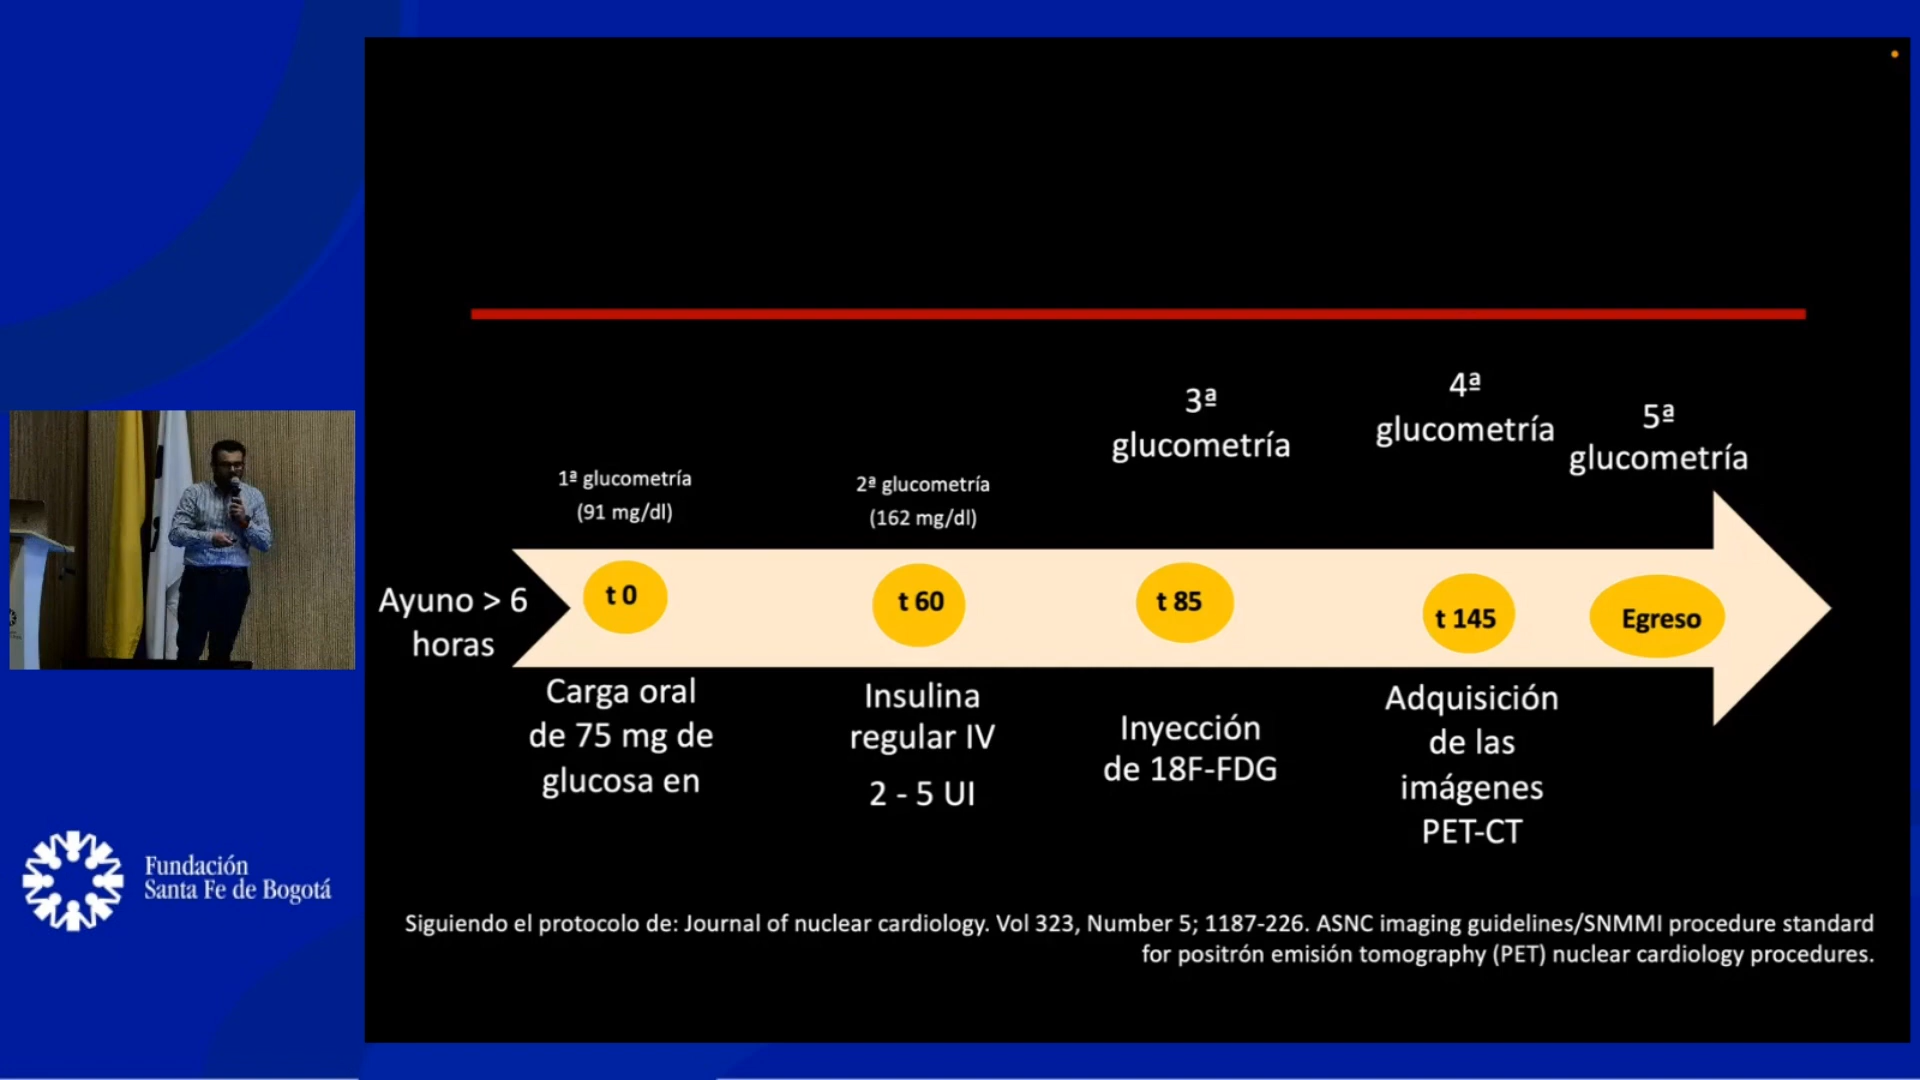 3ª
glucometría
4ª
glucometría
5ª
glucometría
1ª glucometría
(91 mg/dl)
2ª glucometría
(162 mg/dl)
Ayuno > 6
horas
t 0
t 60
t 85
t 145
Egreso
Carga oral
de 75 mg de
glucosa en
Insulina
regular IV
2 - 5 UI
Inyección
de 18F-FDG
Adquisición
de las
imágenes
PET-CT
Siguiendo el protocolo de: Journal of nuclear cardiology. Vol 323, Number 5; 1187-226. ASNC imaging guidelines/SNMMI procedure standard
for positrón emisión tomography (PET) nuclear cardiology procedures.
Fundación
Santa Fe de Bogotá